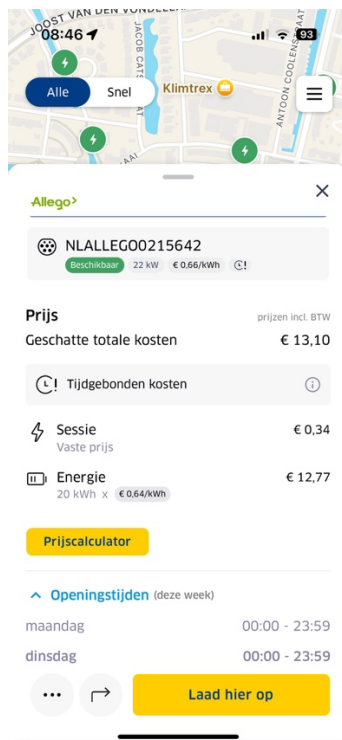 JOOST VAN DEN VONDEL
08:46
93
JACOB CATS
ANTOON COOLEN
Alle
Snel
Klimtrex
Allego>
NLALLEGO0215642
Beschikbaar 22 kW € 0,66/kWh
Prijs prijzen incl. BTW
Geschatte totale kosten € 13,10
Tijdgebonden kosten
Sessie € 0,34
Vaste prijs
Energie € 12,77
20 kWh x € 0.64/kWh
Prijscalculator
Openingstijden (deze week)
maandag 00:00 - 23:59
dinsdag 00:00 - 23:59
Laad hier op